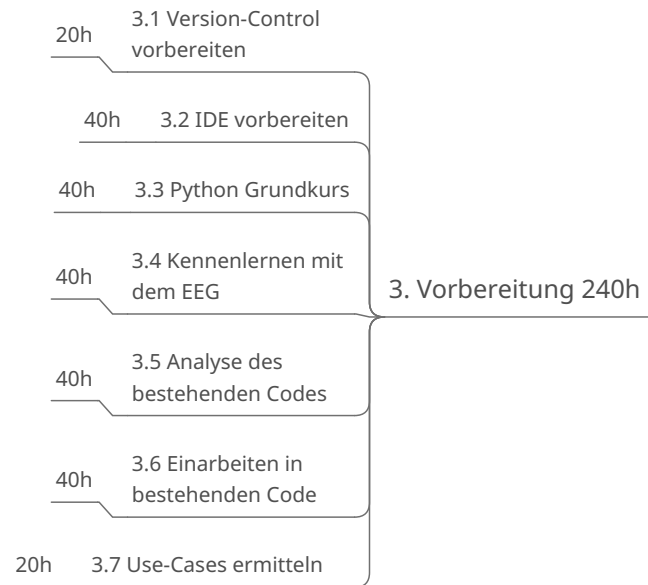 20h
3.1 Version-Control
vorbereiten
40h
3.2 IDE vorbereiten
40h
3.3 Python Grundkurs
40h
3.4 Kennenlernen mit
dem EEG
3. Vorbereitung 240h
40h
3.5 Analyse des
bestehenden Codes
40h
3.6 Einarbeiten in
bestehenden Code
20h
3.7 Use-Cases ermitteln